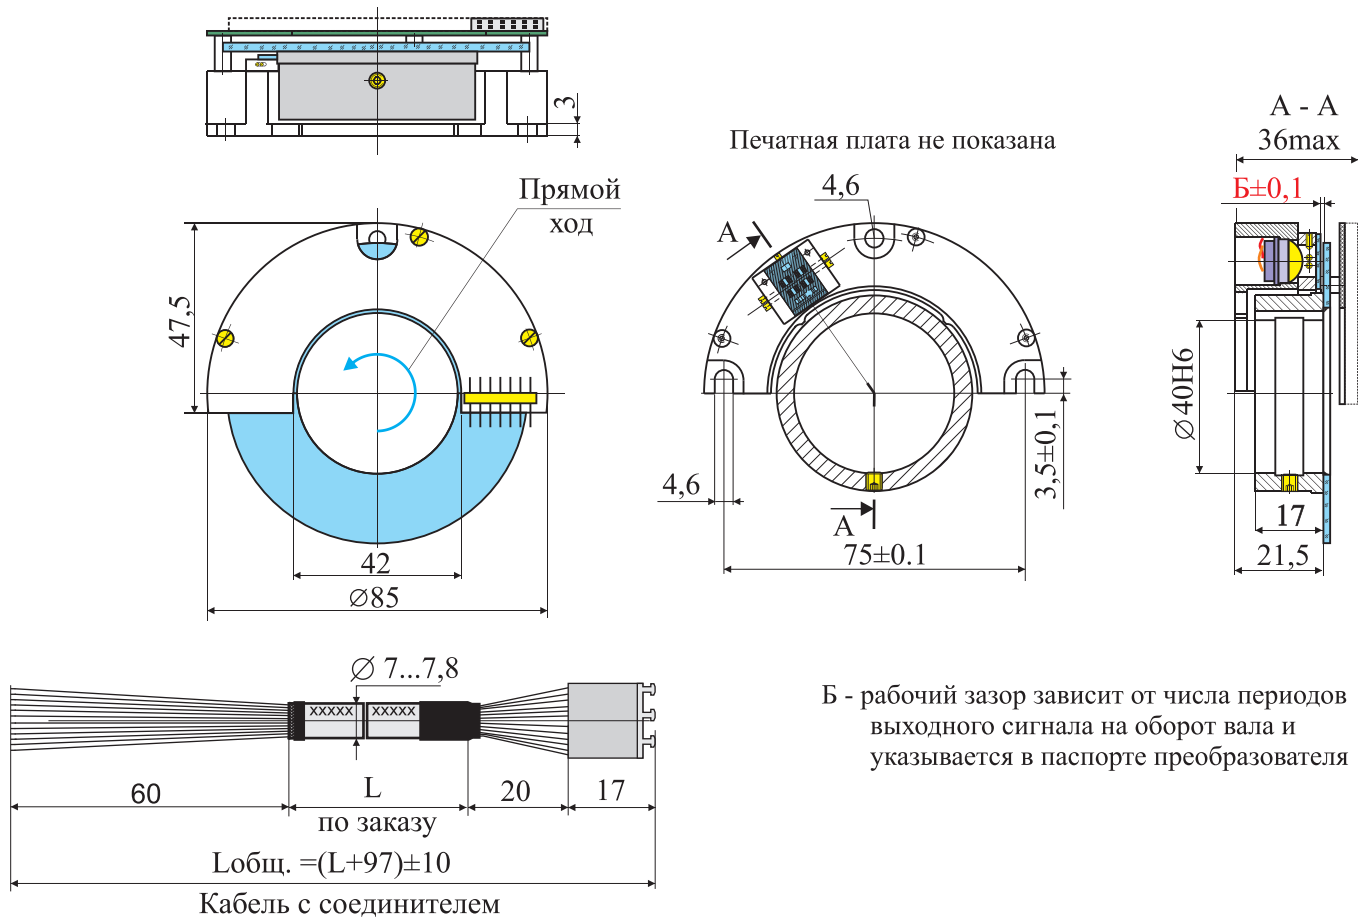 3
Печатная плата не показана
А - А
36max
Б±0,1
Прямой
ход
4,6
А
47,5
⌀40H6
3,5±0,1
4,6
А
17
42
75±0.1
21,5
⌀85
⌀ 7...7,8
XXXXX XXXXX
Б - рабочий зазор зависит от числа периодов
выходного сигнала на оборот вала и
указывается в паспорте преобразователя
60
L
20
17
по заказу
Lобщ. =(L+97)±10
Кабель с соединителем